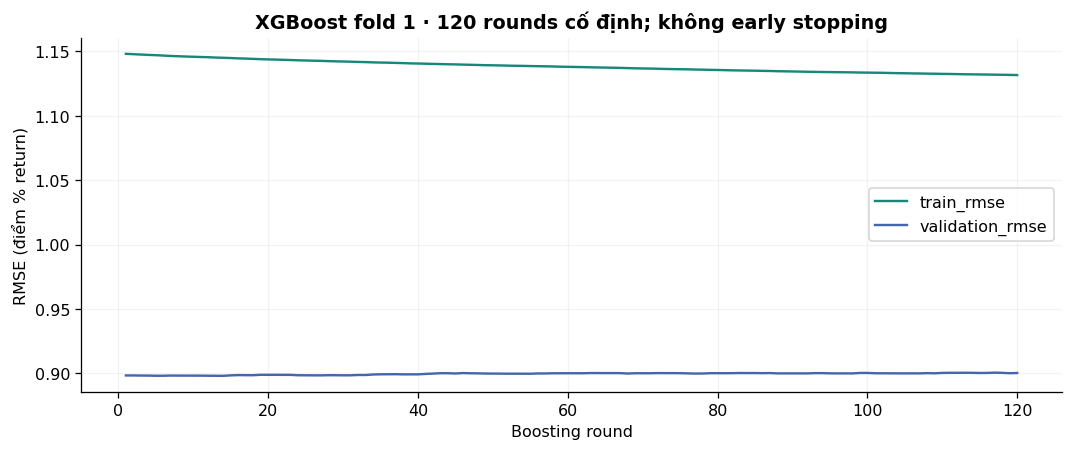 XGBoost fold 1 · 120 rounds cố định; không early stopping
RMSE (điểm % return)
1.15
1.10
1.05
1.00
0.95
0.90
train_rmse
validation_rmse
0 20 40 60 80 100 120
Boosting round